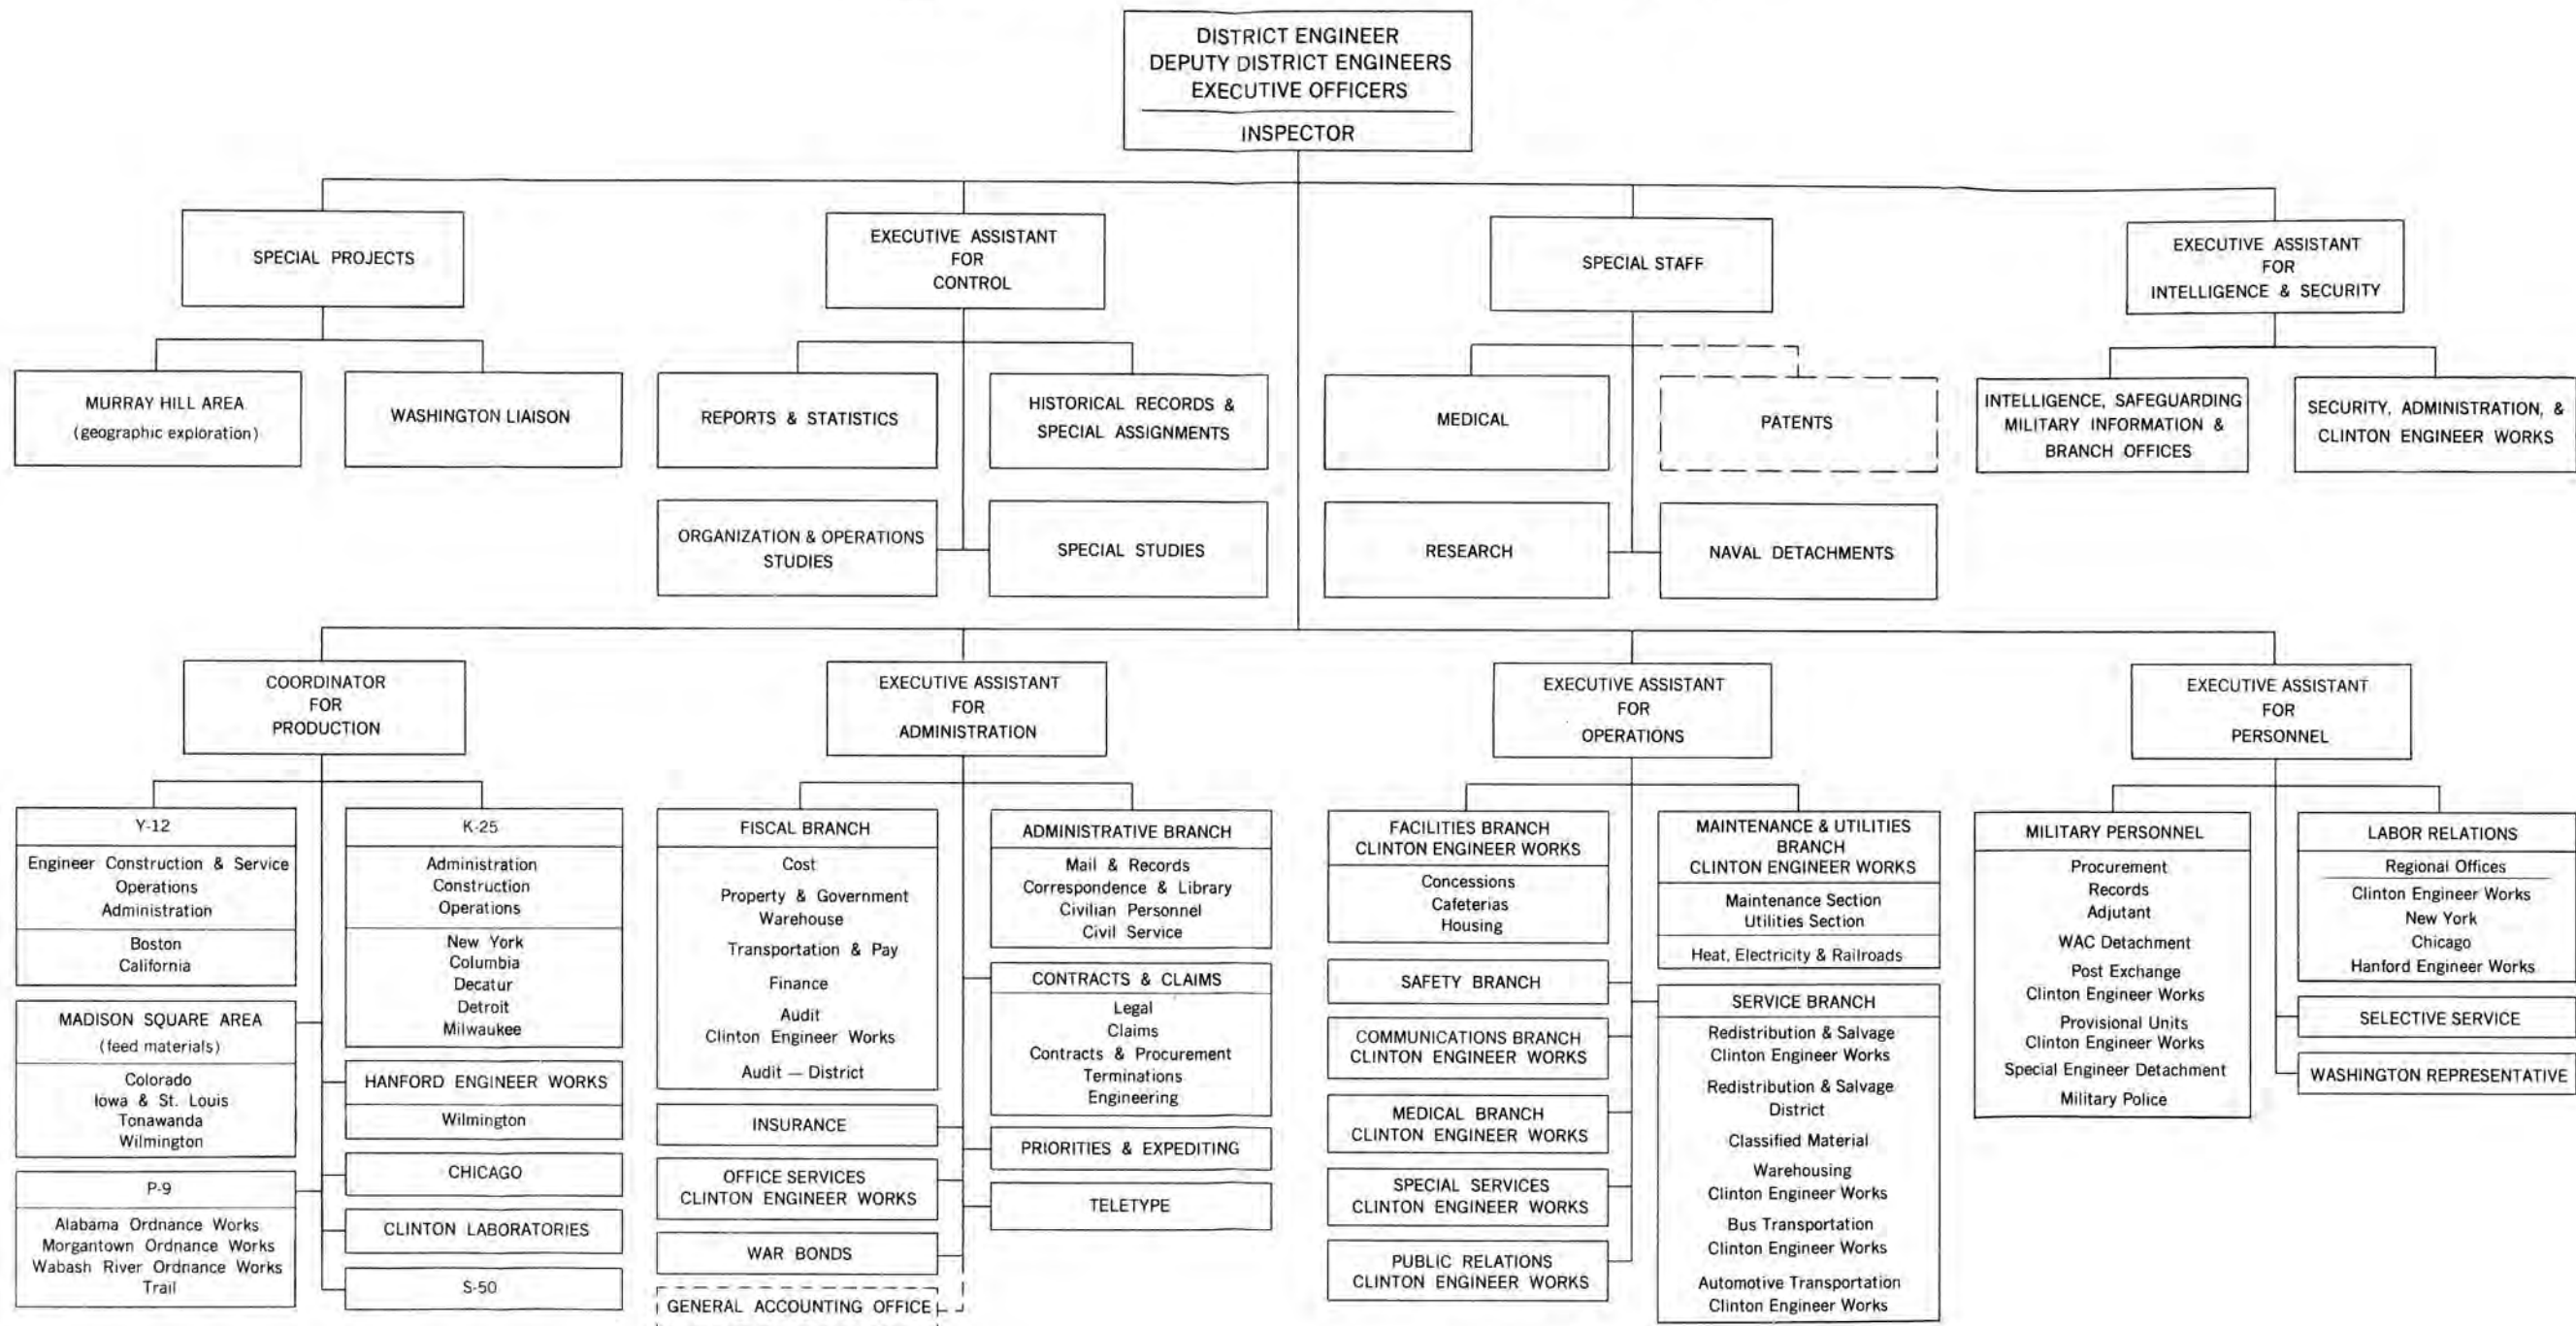 DISTRICT ENGINEER
DEPUTY DISTRICT ENGINEERS
EXECUTIVE OFFICERS
INSPECTOR
SPECIAL PROJECTS
EXECUTIVE ASSISTANT
FOR
CONTROL
SPECIAL STAFF
EXECUTIVE ASSISTANT
FOR
INTELLIGENCE & SECURITY
MURRAY HILL AREA
(geographic exploration)
WASHINGTON LIAISON
REPORTS & STATISTICS
HISTORICAL RECORDS &
SPECIAL ASSIGNMENTS
MEDICAL
PATENTS
INTELLIGENCE, SAFEGUARDING
MILITARY INFORMATION &
BRANCH OFFICES
SECURITY, ADMINISTRATION, &
CLINTON ENGINEER WORKS
ORGANIZATION & OPERATIONS
STUDIES
SPECIAL STUDIES
RESEARCH
NAVAL DETACHMENTS
COORDINATOR
FOR
PRODUCTION
EXECUTIVE ASSISTANT
FOR
ADMINISTRATION
EXECUTIVE ASSISTANT
FOR
OPERATIONS
EXECUTIVE ASSISTANT
FOR
PERSONNEL
Y-12
Engineer Construction & Service
Operations
Administration
Boston
California
MADISON SQUARE AREA
(feed materials)
Colorado
Iowa & St. Louis
Tonawanda
Wilmington
P-9
Alabama Ordnance Works
Morgantown Ordnance Works
Wabash River Ordnance Works
Trail
K-25
Administration
Construction
Operations
New York
Columbia
Decatur
Detroit
Milwaukee
HANFORD ENGINEER WORKS
Wilmington
CHICAGO
CLINTON LABORATORIES
S-50
FISCAL BRANCH
Cost
Property & Government
Warehouse
Transportation & Pay
Finance
Audit
Clinton Engineer Works
Audit — District
INSURANCE
OFFICE SERVICES
CLINTON ENGINEER WORKS
WAR BONDS
GENERAL ACCOUNTING OFFICE
ADMINISTRATIVE BRANCH
Mail & Records
Correspondence & Library
Civilian Personnel
Civil Service
CONTRACTS & CLAIMS
Legal
Claims
Contracts & Procurement
Terminations
Engineering
PRIORITIES & EXPEDITING
TELETYPE
FACILITIES BRANCH
CLINTON ENGINEER WORKS
Concessions
Cafeterias
Housing
SAFETY BRANCH
COMMUNICATIONS BRANCH
CLINTON ENGINEER WORKS
MEDICAL BRANCH
CLINTON ENGINEER WORKS
SPECIAL SERVICES
CLINTON ENGINEER WORKS
PUBLIC RELATIONS
CLINTON ENGINEER WORKS
MAINTENANCE & UTILITIES
BRANCH
CLINTON ENGINEER WORKS
Maintenance Section
Utilities Section
Heat, Electricity & Railroads
SERVICE BRANCH
Redistribution & Salvage
Clinton Engineer Works
Redistribution & Salvage
District
Classified Material
Warehousing
Clinton Engineer Works
Bus Transportation
Clinton Engineer Works
Automotive Transportation
Clinton Engineer Works
MILITARY PERSONNEL
Procurement
Records
Adjutant
WAC Detachment
Post Exchange
Clinton Engineer Works
Provisional Units
Clinton Engineer Works
Special Engineer Detachment
Military Police
LABOR RELATIONS
Regional Offices
Clinton Engineer Works
New York
Chicago
Hanford Engineer Works
SELECTIVE SERVICE
WASHINGTON REPRESENTATIVE